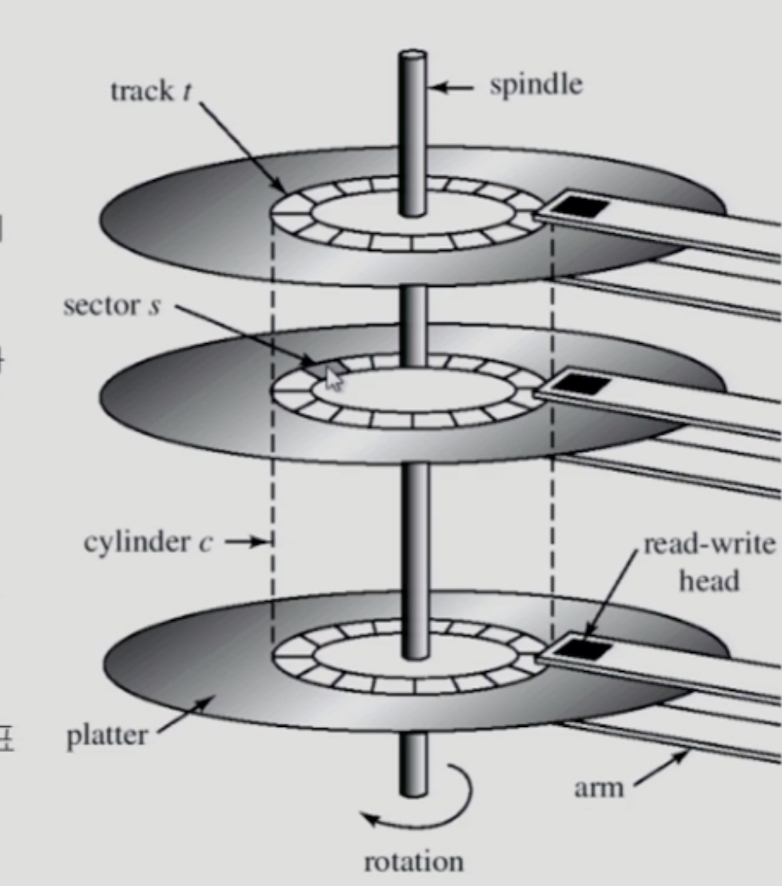 track t
spindle
sector s
cylinder c
read-write
head
platter
arm
rotation